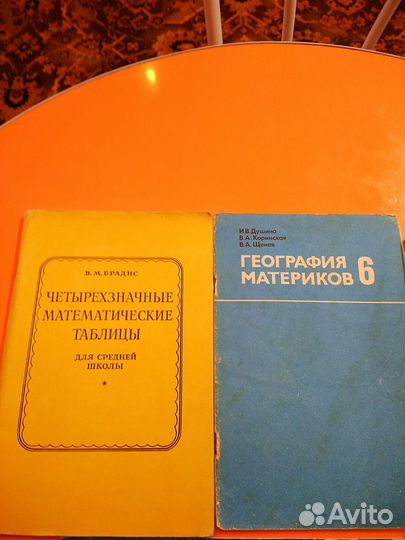 В. М. БРАДИС
ЧЕТЫРЕХЗНАЧНЫЕ
МАТЕМАТИЧЕСКИЕ
ТАБЛИЦЫ
ДЛЯ СРЕДНЕЙ
ШКОЛЫ
И.В.Душина
В.А.Коринская
В.А.Щенев
ГЕОГРАФИЯ
МАТЕРИКОВ 6
Avito